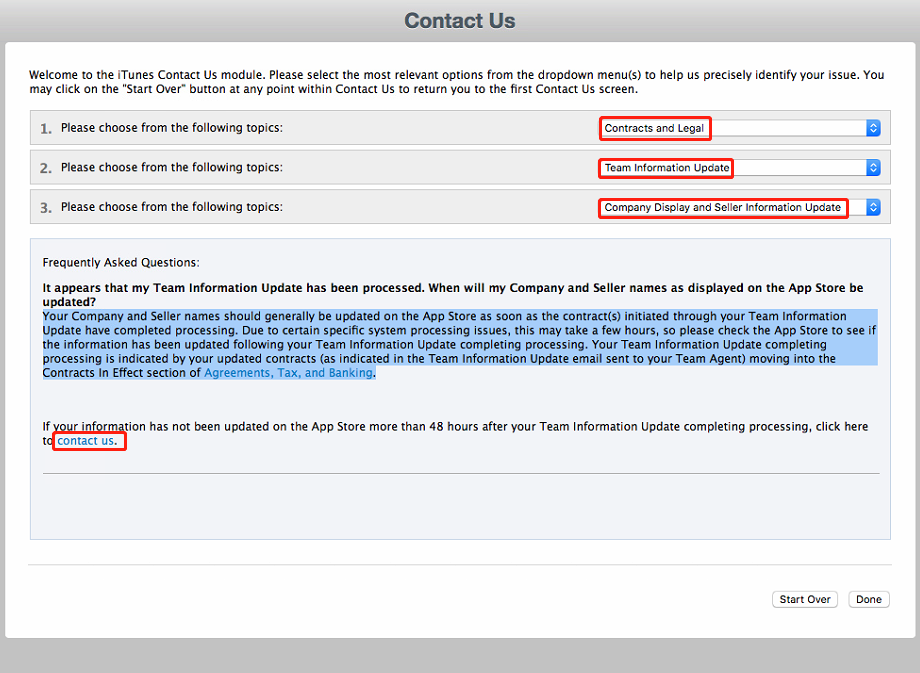 Contact Us
Welcome to the iTunes Contact Us module. Please select the most relevant options from the dropdown menu(s) to help us precisely identify your issue. You
may click on the "Start Over" button at any point within Contact Us to return you to the first Contact Us screen.
1. Please choose from the following topics: Contracts and Legal
2. Please choose from the following topics: Team Information Update
3. Please choose from the following topics: Company Display and Seller Information Update
Frequently Asked Questions:
It appears that my Team Information Update has been processed. When will my Company and Seller names as displayed on the App Store be
updated?
Your Company and Seller names should generally be updated on the App Store as soon as the contract(s) initiated through your Team Information
Update have completed processing. Due to certain specific system processing issues, this may take a few hours, so please check the App Store to see if
the information has been updated following your Team Information Update completing processing. Your Team Information Update completing
processing is indicated by your updated contracts (as indicated in the Team Information Update email sent to your Team Agent) moving into the
Contracts In Effect section of Agreements, Tax, and Banking.
If your information has not been updated on the App Store more than 48 hours after your Team Information Update completing processing, click here
to contact us.
Start Over Done